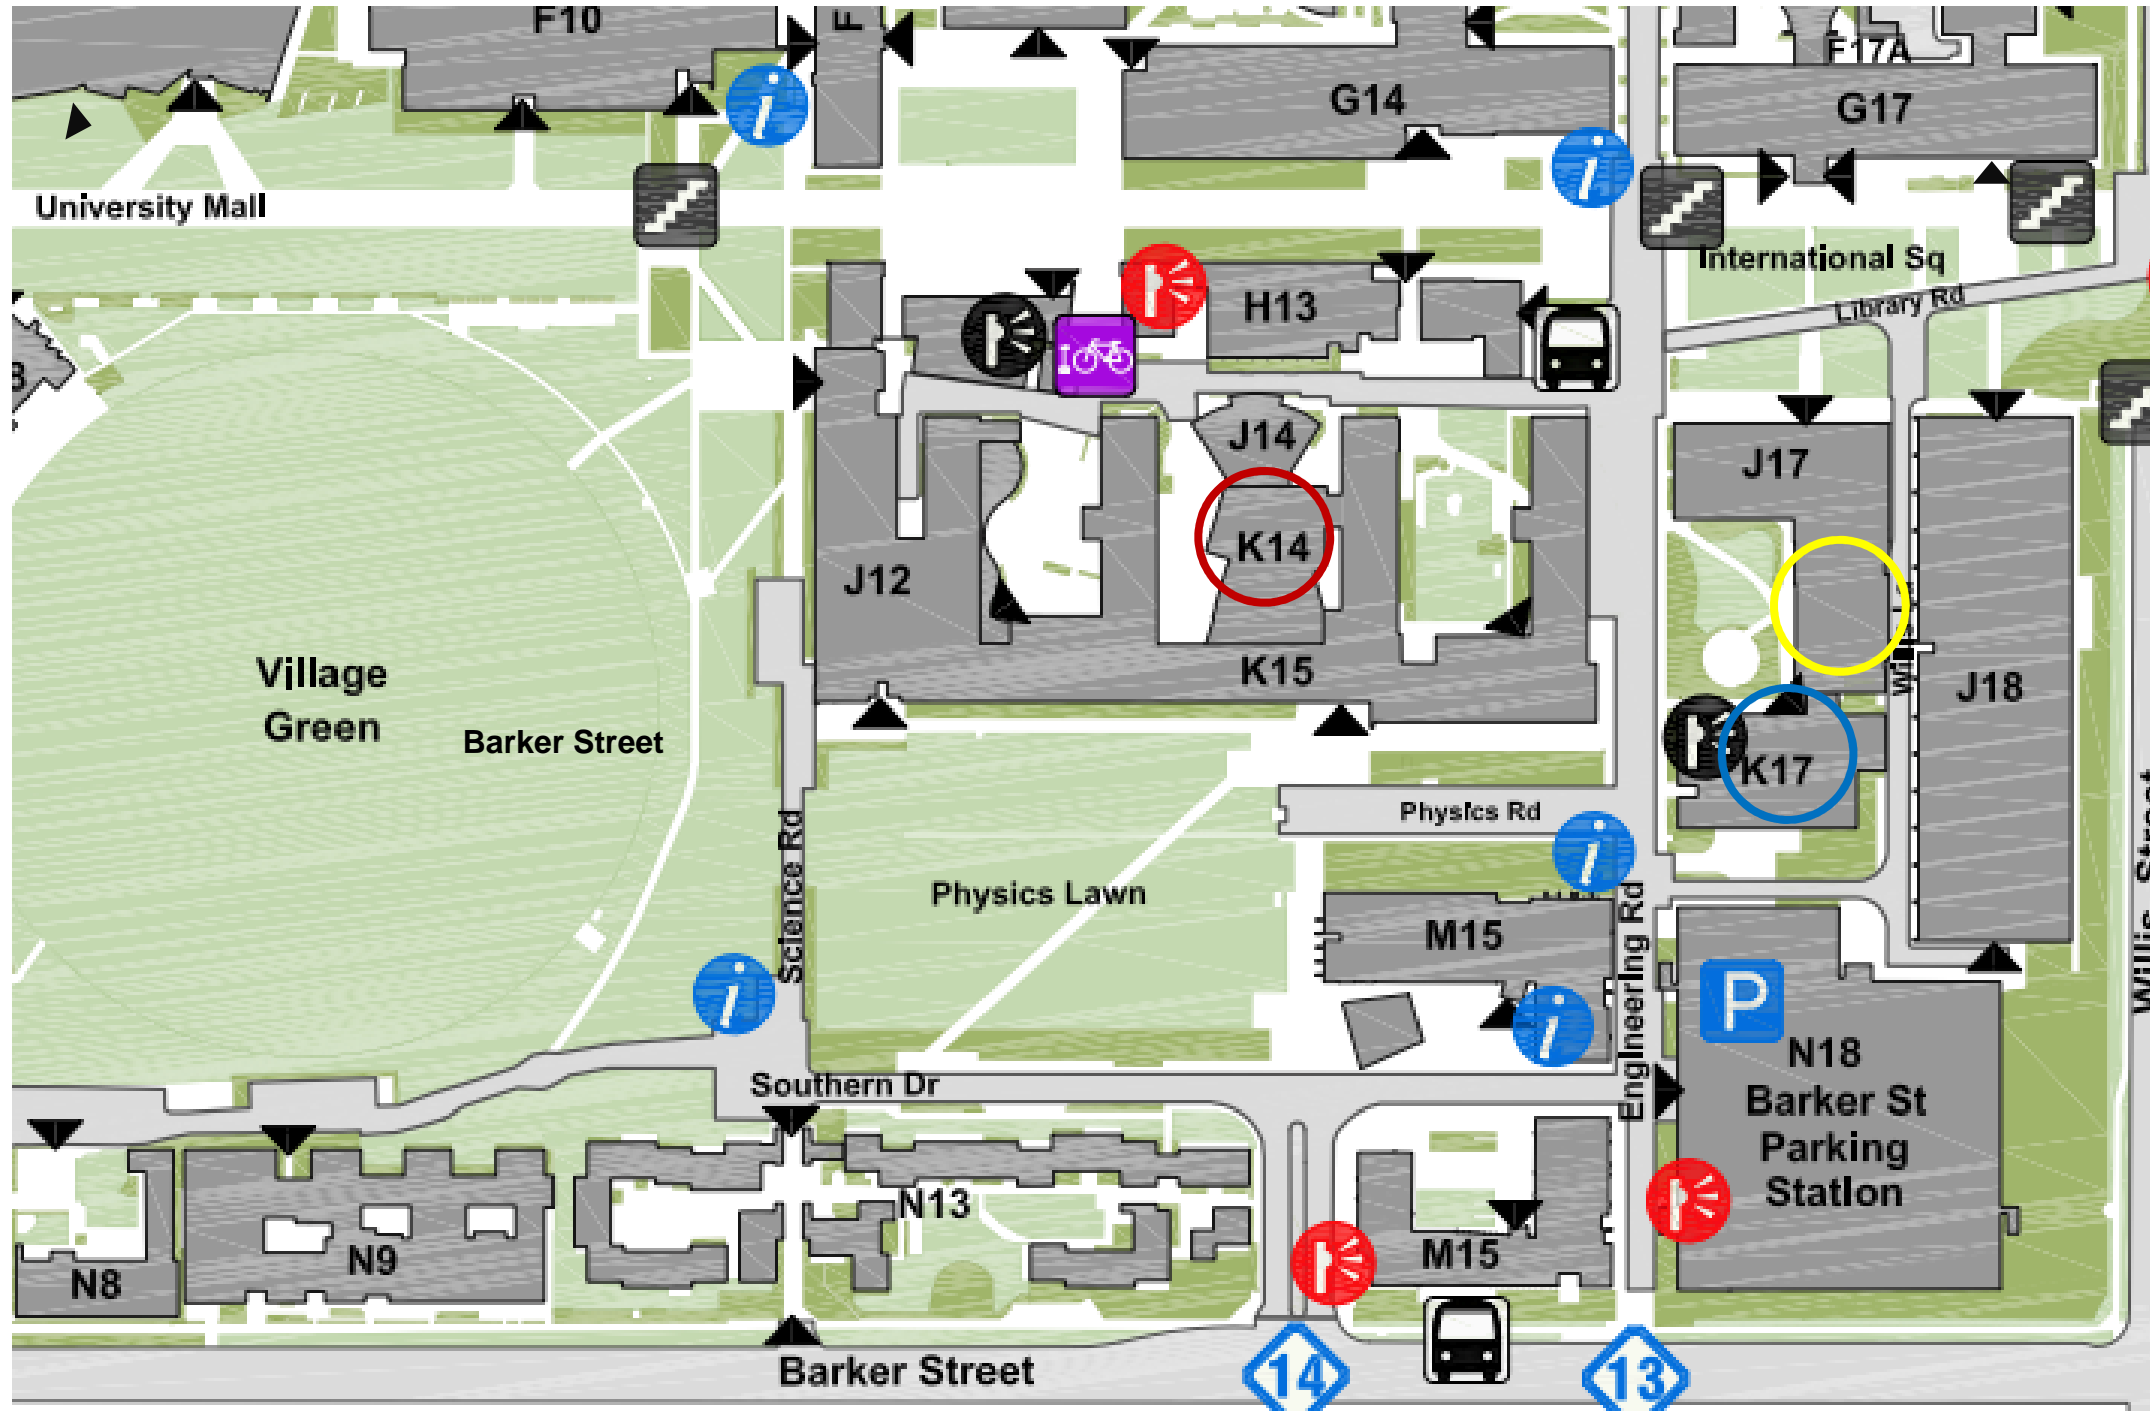 F10
F
G14
F17A
G17
University Mall
International Sq
Library Rd
H13
J14
J17
K14
J12
K15
J18
Village
Green
Barker Street
K17
Physics Rd
Science Rd
Physics Lawn
M15
Engineering Rd
Willis Street
P
N18
Barker St
Parking
Station
Southern Dr
N13
N8
N9
M15
Barker Street
14
13